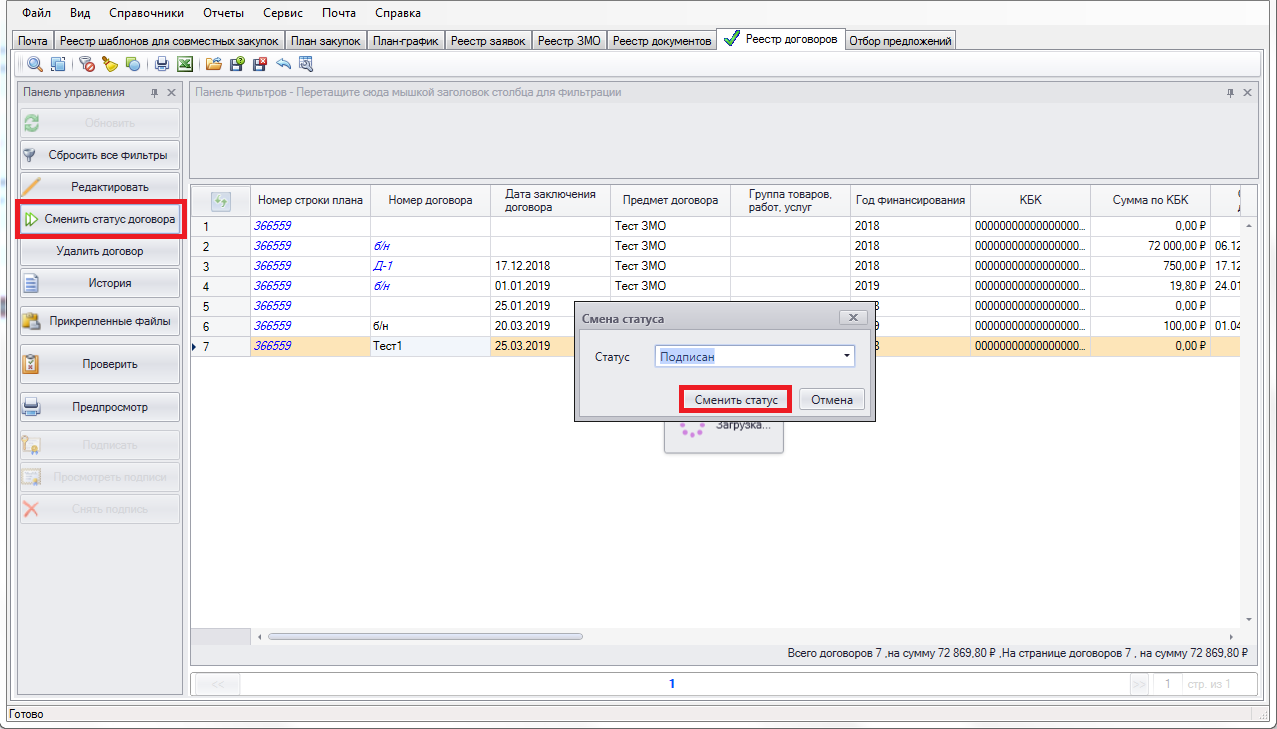 Файл Вид Справочники Отчеты Сервис Почта Справка
Почта Реестр шаблонов для совместных закупок План закупок План-график Реестр заявок Реестр ЗМО Реестр документов Реестр договоров Отбор предложений
Панель управления
Панель Фильтров - Перетащите сюда мышкой заголовок столбца для Фильтрации
Обновить
Сбросить все фильтры
Редактировать
Сменить статус договора
Удалить договор
История
Прикрепленные файлы
Проверить
Предпросмотр
Подписать
Просмотреть подписи
Снять подпись
Номер строки плана Номер договора Дата заключения договора Предмет договора Группа товаров, работ, услуг Год финансирования КБК Сумма по КБК
1 366559 Тест ЗМО 2018 00000000000000000... 0,00 ₽
2 366559 б/н Тест ЗМО 2018 00000000000000000... 72 000,00 ₽ 06.12
3 366559 Д-1 17.12.2018 Тест ЗМО 2018 00000000000000000... 750,00 ₽ 17.12
4 366559 б/н 01.01.2019 Тест ЗМО 2019 00000000000000000... 19,80 ₽ 24.01
5 366559 25.01.2019 00000000000000000... 0,00 ₽
6 366559 б/н 20.03.2019 00000000000000000... 100,00 ₽ 01.04
7 366559 Тест1 25.03.2019 00000000000000000... 0,00 ₽
Смена статуса
Статус Подписан
Сменить статус Отмена
Загрузка...
Всего договоров 7 ,на сумму 72 869,80 ₽ ,На странице договоров 7 , на сумму 72 869,80 ₽
<< 1 >> 1 стр. из 1
Готово